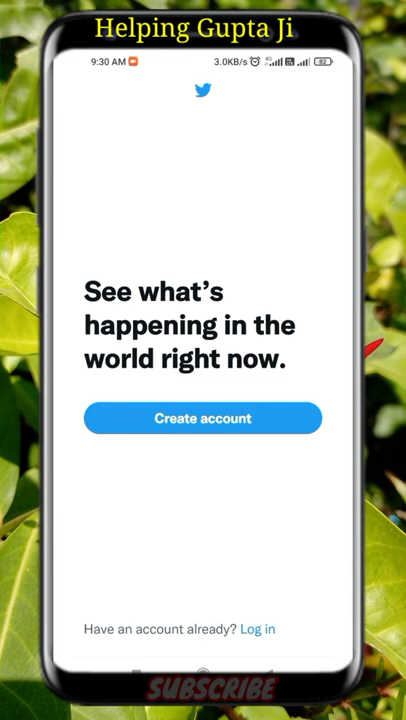 Helping Gupta Ji
9:30 AM
3.0KB/s 4G 82
See what's
happening in the
world right now.
Create account
Have an account already? Log in
SUBSCRIBE